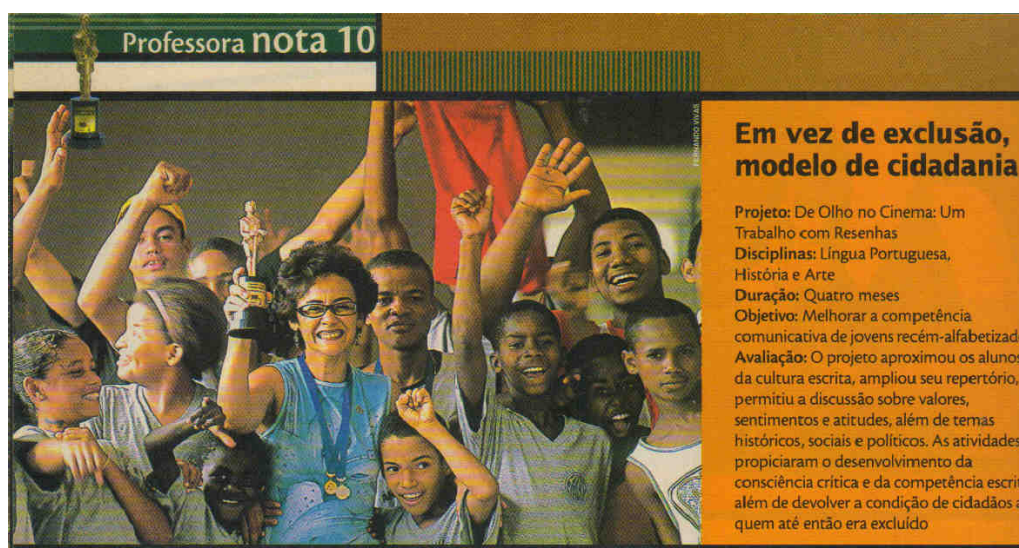 Professora nota 10
FERNANDO VIVAS
Em vez de exclusão,
modelo de cidadania
Projeto: De Olho no Cinema: Um
Trabalho com Resenhas
Disciplinas: Língua Portuguesa,
História e Arte
Duração: Quatro meses
Objetivo: Melhorar a competência
comunicativa de jovens recém-alfabetizad
Avaliação: O projeto aproximou os alunos
da cultura escrita, ampliou seu repertório,
permitiu a discussão sobre valores,
sentimentos e atitudes, além de temas
históricos, sociais e políticos. As atividades
propiciaram o desenvolvimento da
consciência crítica e da competência escrit
além de devolver a condição de cidadãos a
quem até então era excluído